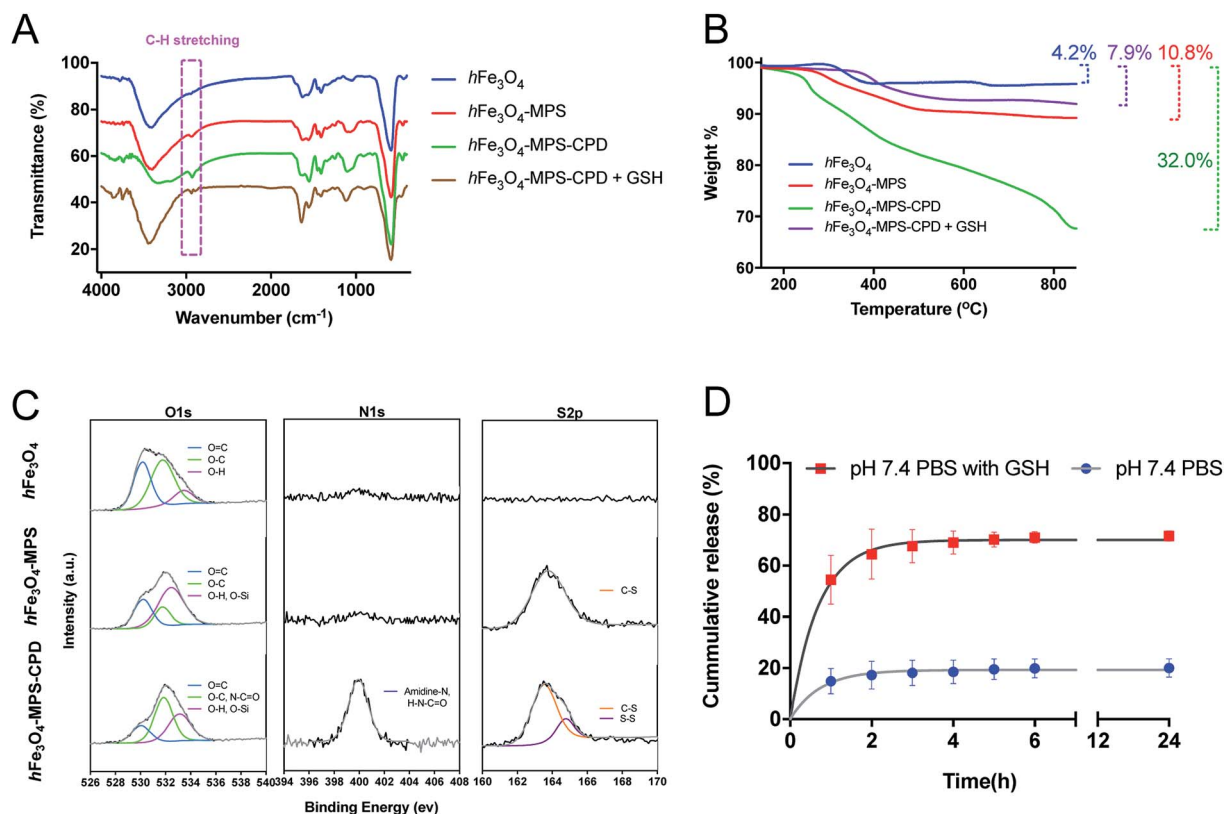 A
C-H stretching
100
80
60
40
20
4000 3000 2000 1000
Transmittance (%)
Wavenumber (cm-1)
hFe3O4
hFe3O4-MPS
hFe3O4-MPS-CPD
hFe3O4-MPS-CPD + GSH
B
4.2% 7.9% 10.8%
32.0%
100
90
80
70
60
200 400 600 800
Weight %
Temperature (oC)
hFe3O4
hFe3O4-MPS
hFe3O4-MPS-CPD
hFe3O4-MPS-CPD + GSH
C
O1s N1s S2p
hFe3O4
O=C
O-C
O-H
hFe3O4-MPS
O=C
O-C
O-H, O-Si
C-S
hFe3O4-MPS-CPD
O=C
O-C, N-C=O
O-H, O-Si
Amidine-N,
H-N-C=O
C-S
S-S
Intensity (a.u.)
526 528 530 532 534 536 538 540
394 396 398 400 402 404 406 408
160 162 164 166 168 170
Binding Energy (ev)
D
pH 7.4 PBS with GSH pH 7.4 PBS
100
80
60
40
20
0
0 2 4 6 12 24
Cummulative release (%)
Time(h)